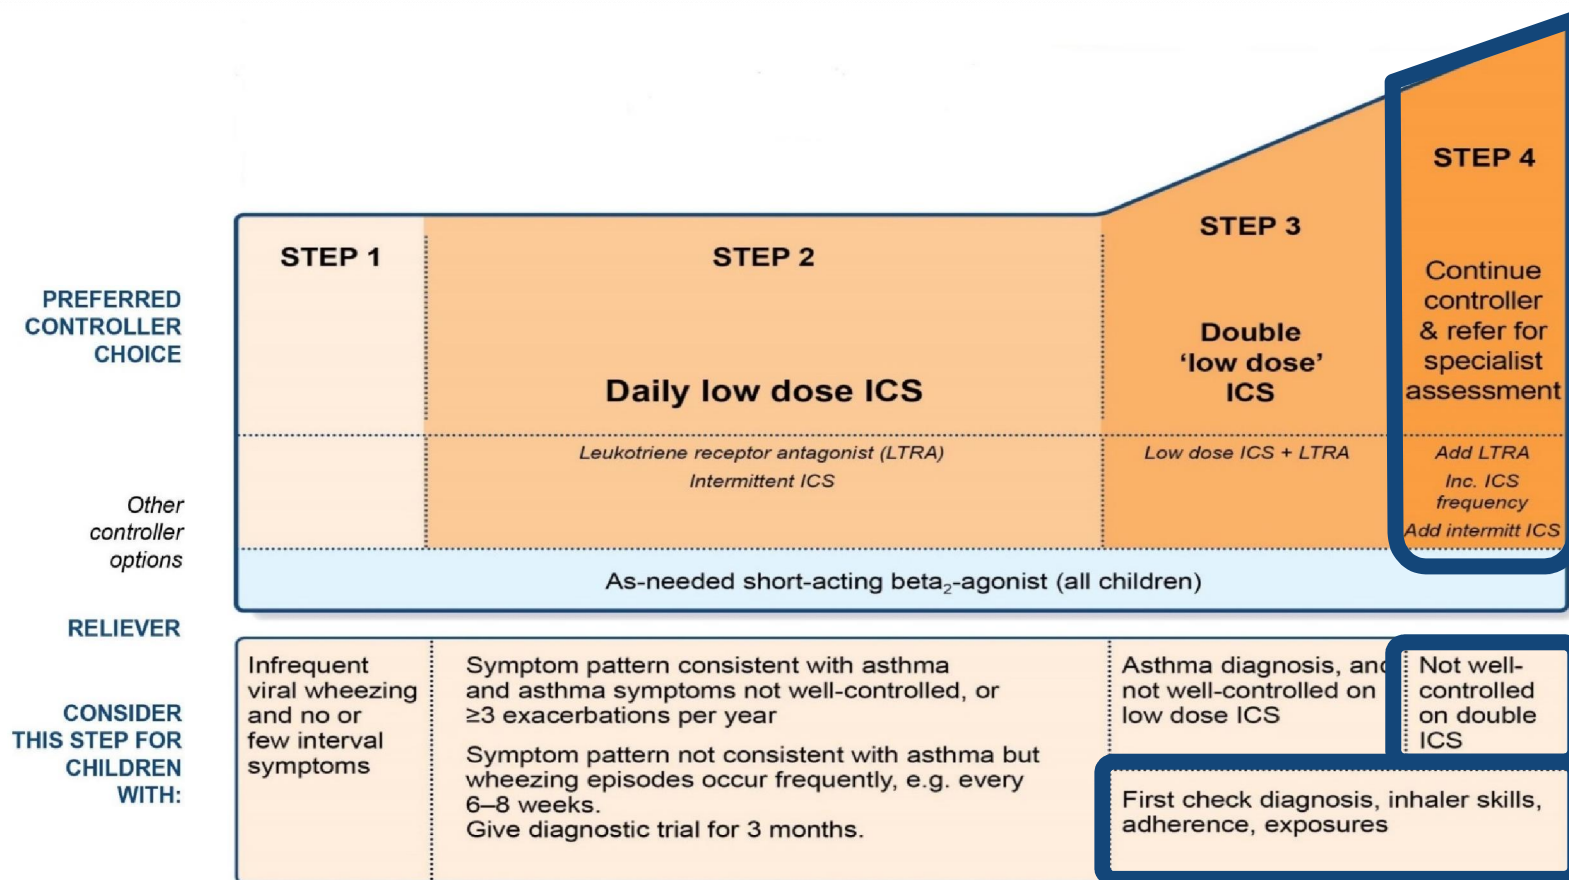 STEP 1
STEP 2
STEP 3
STEP 4
PREFERRED
CONTROLLER
CHOICE
Daily low dose ICS
Double
‘low dose’
ICS
Continue
controller
& refer for
specialist
assessment
Other
controller
options
Leukotriene receptor antagonist (LTRA)
Intermittent ICS
Low dose ICS + LTRA
Add LTRA
Inc. ICS
frequency
Add intermitt ICS
RELIEVER
As-needed short-acting beta₂-agonist (all children)
CONSIDER
THIS STEP FOR
CHILDREN
WITH:
Infrequent
viral wheezing
and no or
few interval
symptoms
Symptom pattern consistent with asthma
and asthma symptoms not well-controlled, or
≥3 exacerbations per year
Symptom pattern not consistent with asthma but
wheezing episodes occur frequently, e.g. every
6–8 weeks.
Give diagnostic trial for 3 months.
Asthma diagnosis, and
not well-controlled on
low dose ICS
Not well-
controlled
on double
ICS
First check diagnosis, inhaler skills,
adherence, exposures